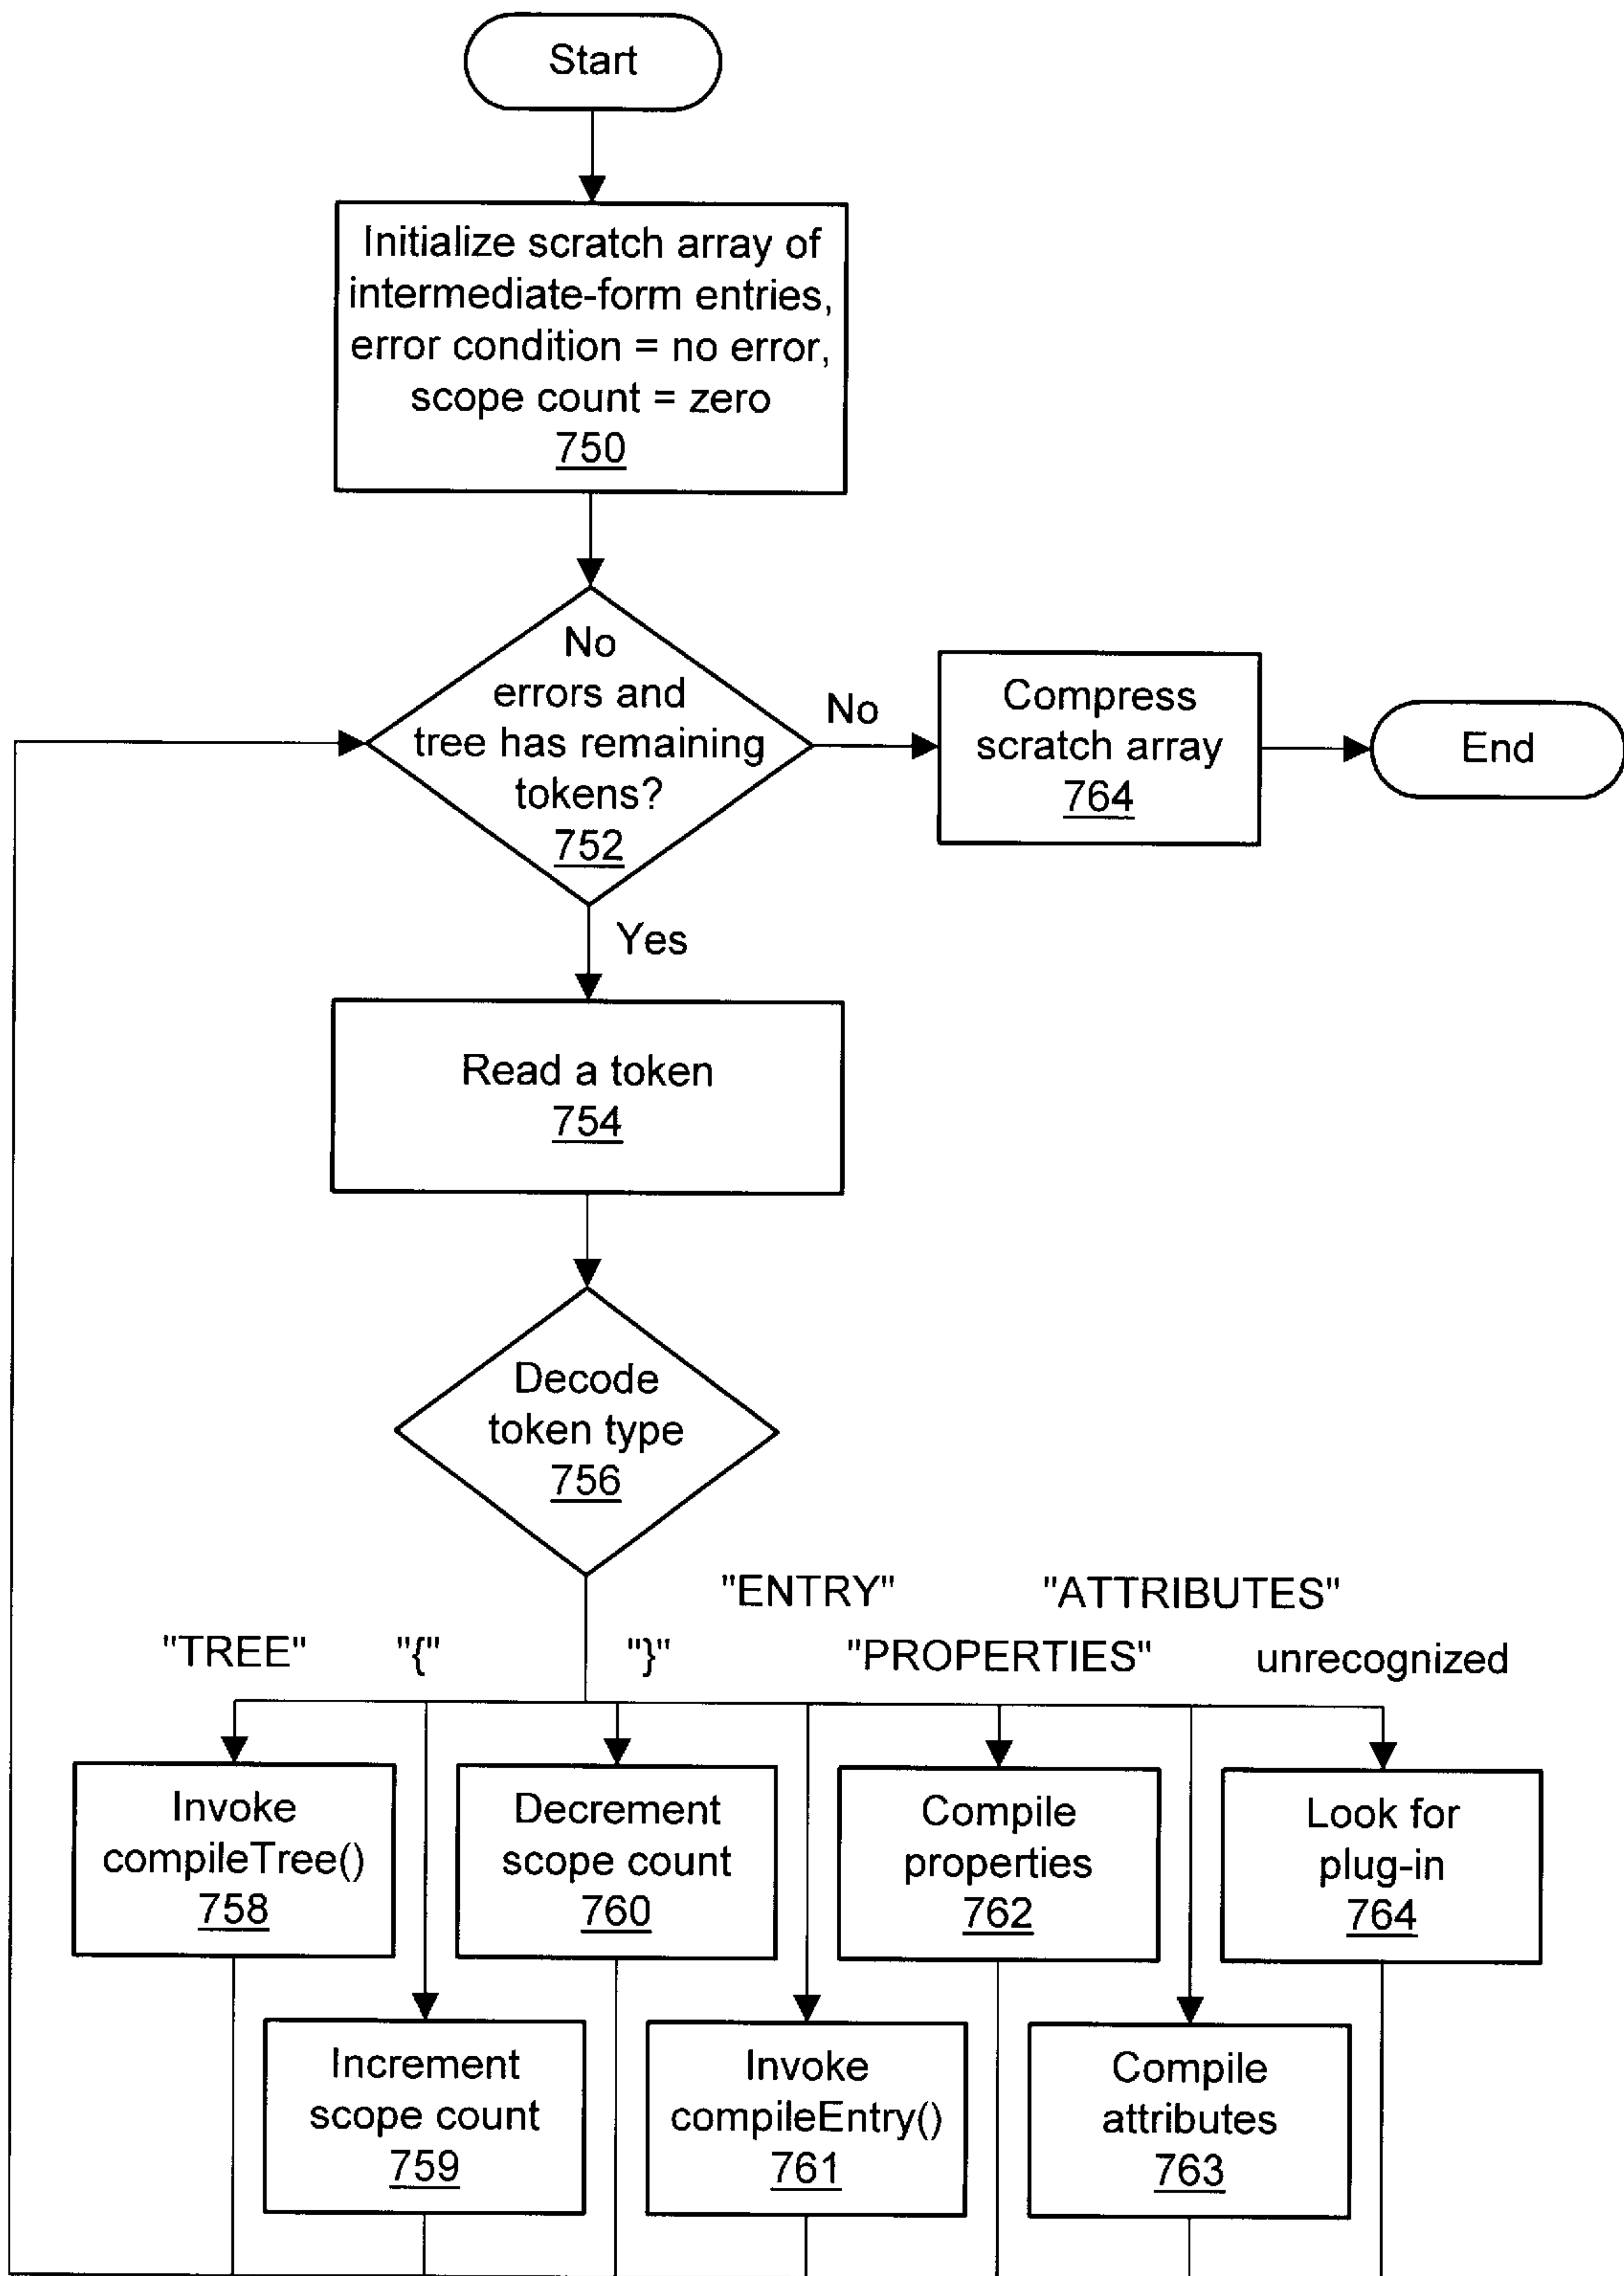 Start
Initialize scratch array of
intermediate-form entries,
error condition = no error,
scope count = zero
750
No
errors and
tree has remaining
tokens?
752
No
Compress
scratch array
764
End
Yes
Read a token
754
Decode
token type
756
"ENTRY"
"ATTRIBUTES"
"TREE"
"{"
"}"
"PROPERTIES"
unrecognized
Invoke
compileTree()
758
Decrement
scope count
760
Compile
properties
762
Look for
plug-in
764
Increment
scope count
759
Invoke
compileEntry()
761
Compile
attributes
763